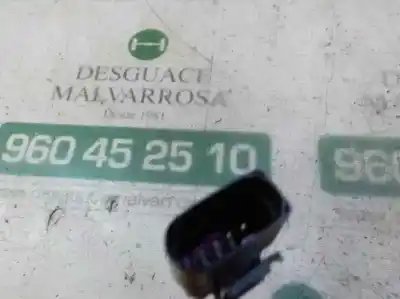 DESGUACE
MALVARROSA
Desde 1981
960 45 25 10
960